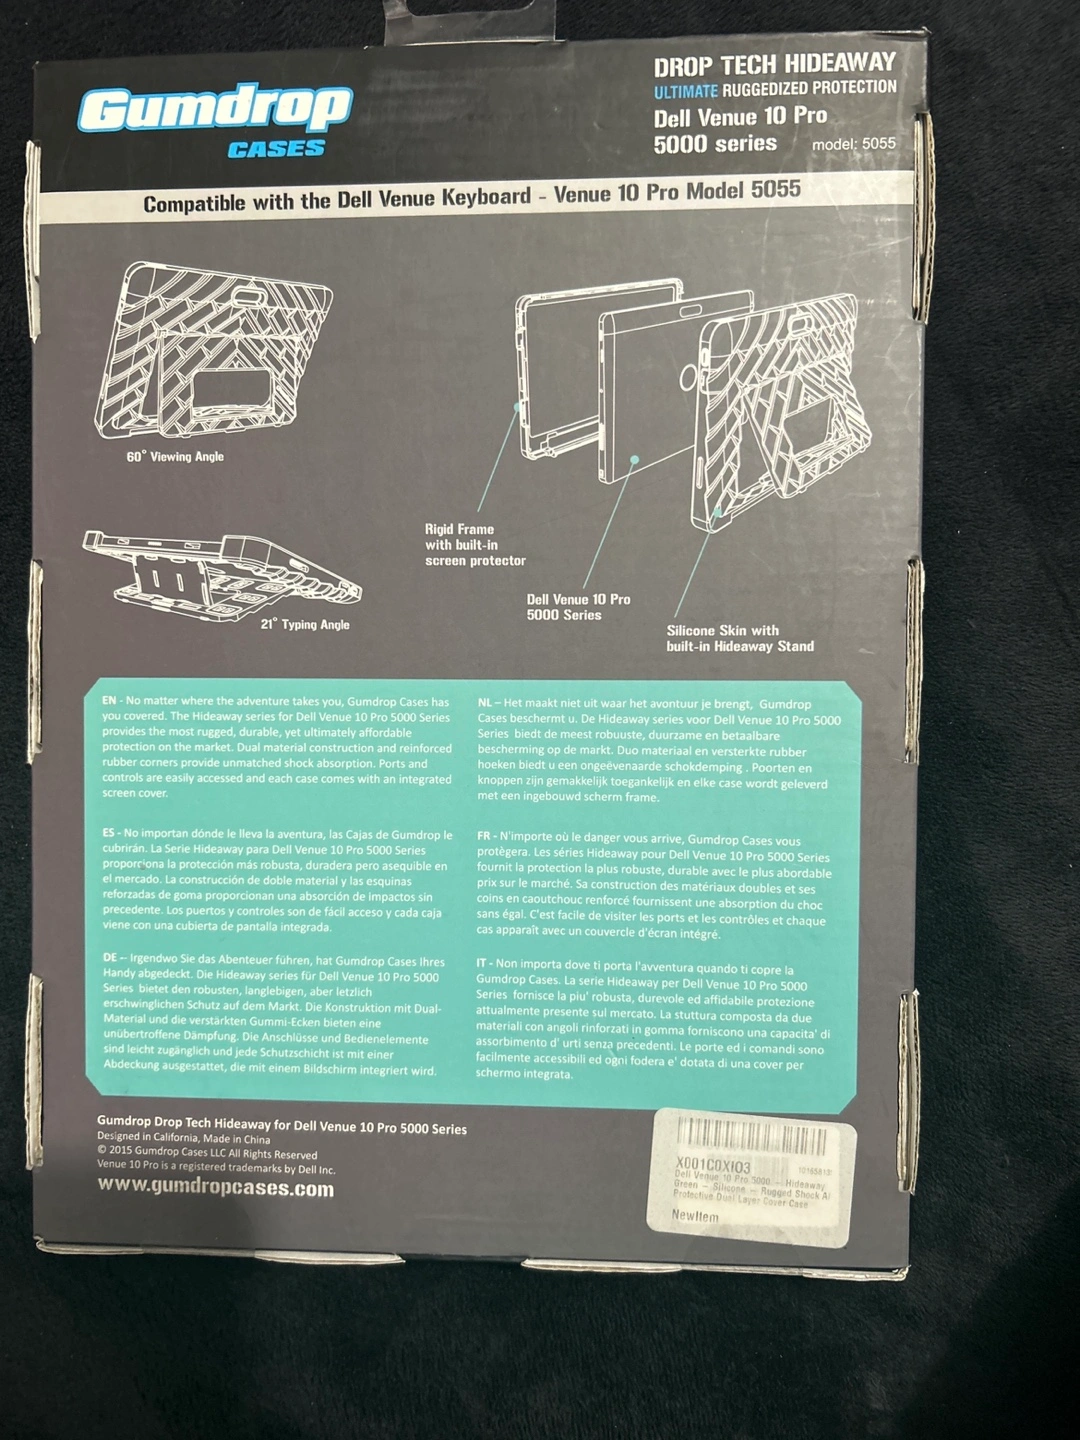 Gumdrop
CASES
DROP TECH HIDEAWAY
ULTIMATE RUGGEDIZED PROTECTION
Dell Venue 10 Pro
5000 series model: 5055
Compatible with the Dell Venue Keyboard - Venue 10 Pro Model 5055
60° Viewing Angle
21° Typing Angle
Rigid Frame
with built-in
screen protector
Dell Venue 10 Pro
5000 Series
Silicone Skin with
built-in Hideaway Stand
EN - No matter where the adventure takes you, Gumdrop Cases has
you covered. The Hideaway series for Dell Venue 10 Pro 5000 Series
provides the most rugged, durable, yet ultimately affordable
protection on the market. Dual material construction and reinforced
rubber corners provide unmatched shock absorption. Ports and
controls are easily accessed and each case comes with an integrated
screen cover.
ES - No importan dónde le lleva la aventura, las Cajas de Gumdrop le
cubrirán. La Serie Hideaway para Dell Venue 10 Pro 5000 Series
proporciona la protección más robusta, duradera pero asequible en
el mercado. La construcción de doble material y las esquinas
reforzadas de goma proporcionan una absorción de impactos sin
precedente. Los puertos y controles son de fácil acceso y cada caja
viene con una cubierta de pantalla integrada.
DE -- Irgendwo Sie das Abenteuer führen, hat Gumdrop Cases Ihres
Handy abgedeckt. Die Hideaway series für Dell Venue 10 Pro 5000
Series bietet den robusten, langlebigen, aber letzlich
erschwinglichen Schutz auf dem Markt. Die Konstruktion mit Dual-
Material und die verstärkten Gummi-Ecken bieten eine
unübertroffene Dämpfung. Die Anschlüsse und Bedienelemente
sind leicht zugänglich und jede Schutzschicht ist mit einer
Abdeckung ausgestattet, die mit einem Bildschirm integriert wird.
NL – Het maakt niet uit waar het avontuur je brengt, Gumdrop
Cases beschermt u. De Hideaway series voor Dell Venue 10 Pro 5000
Series biedt de meest robuuste, duurzame en betaalbare
bescherming op de markt. Duo materiaal en versterkte rubber
hoeken biedt u een ongeëvenaarde schokdemping . Poorten en
knoppen zijn gemakkelijk toegankelijk en elke case wordt geleverd
met een ingebouwd scherm frame.
FR - N'importe où le danger vous arrive, Gumdrop Cases vous
protègera. Les séries Hideaway pour Dell Venue 10 Pro 5000 Series
fournit la protection la plus robuste, durable avec le plus abordable
prix sur le marché. Sa construction des matériaux doubles et ses
coins en caoutchouc renforcé fournissent une absorption du choc
sans égal. C'est facile de visiter les ports et les contrôles et chaque
cas apparaît avec un couvercle d'écran intégré.
IT - Non importa dove ti porta l'avventura quando ti copre la
Gumdrop Cases. La serie Hideaway per Dell Venue 10 Pro 5000
Series fornisce la piu' robusta, durevole ed affidabile protezione
attualmente presente sul mercato. La stuttura composta da due
materiali con angoli rinforzati in gomma forniscono una capacita' di
assorbimento d' urti senza precedenti. Le porte ed i comandi sono
facilmente accessibili ed ogni fodera e' dotata di una cover per
schermo integrata.
Gumdrop Drop Tech Hideaway for Dell Venue 10 Pro 5000 Series
Designed in California, Made in China
© 2015 Gumdrop Cases LLC All Rights Reserved
Venue 10 Pro is a registered trademarks by Dell Inc.
www.gumdropcases.com
X001C0XIO3
Dell Venue 10 Pro 5000 - Hideaway
Green - Silicone - Rugged Shock A
Protective Dual Layer Cover Case
NewItem